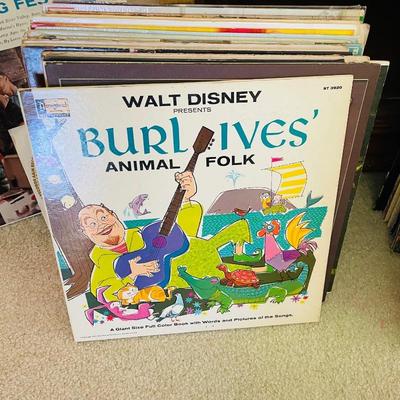 G FES
ST 3920
WALT DISNEY
PRESENTS
BURL IVES'
ANIMAL FOLK
A Giant Size Full Color Book with Words and Pictures of the Songs.